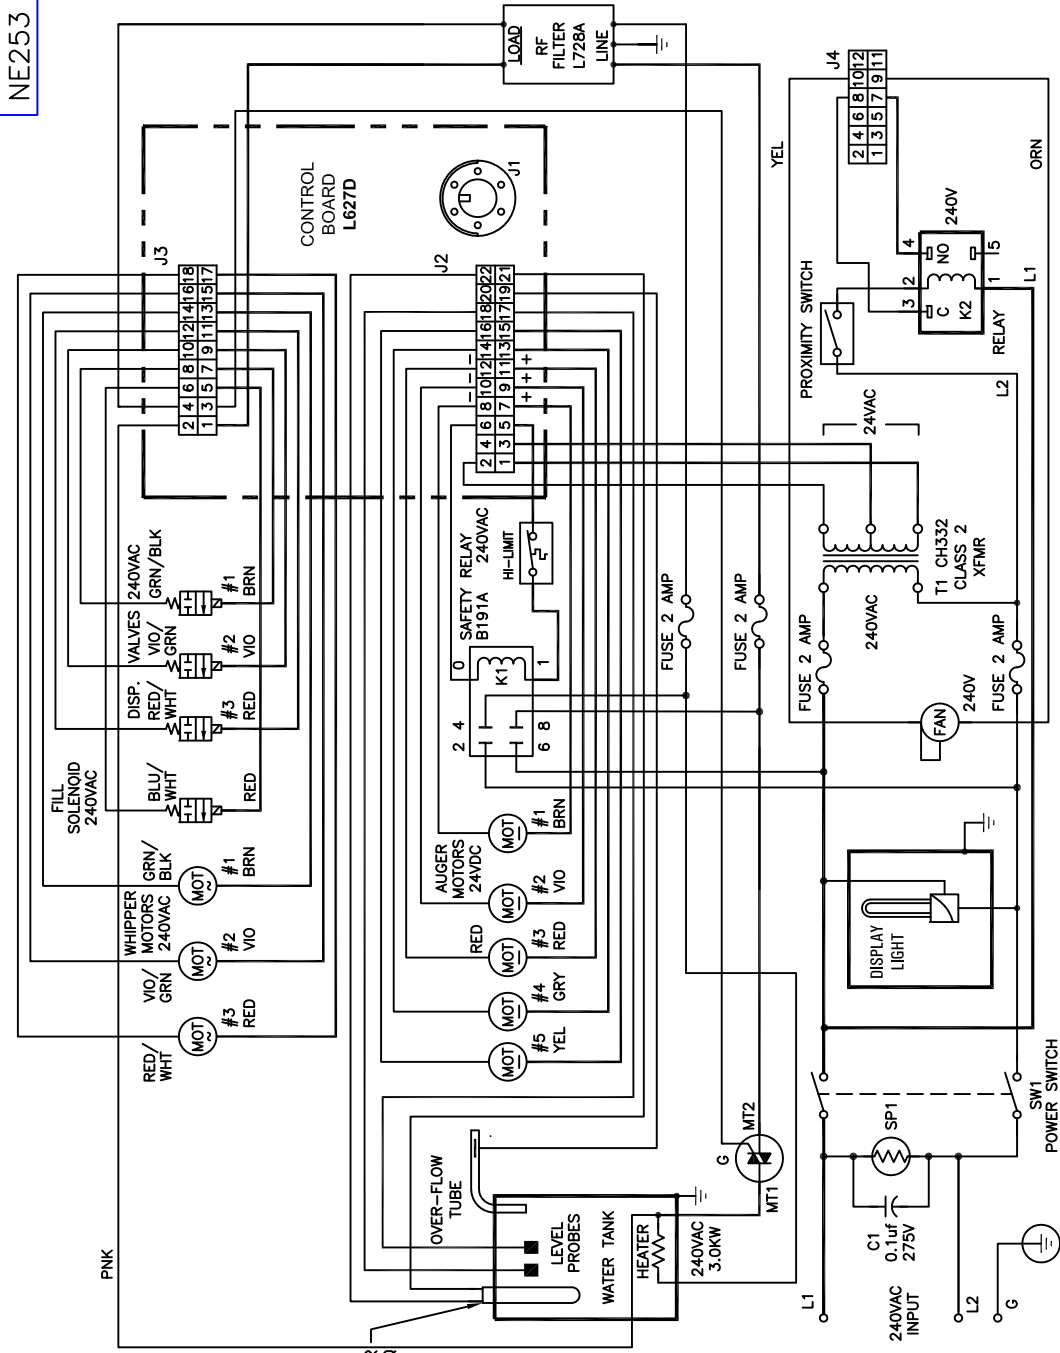 NE253
LOAD
RF
FILTER
L728A
LINE
CONTROL
BOARD
L627D
J1
J3
18 16 14 12 10 8 6 4 2
17 15 13 11 9 7 5 3 1
J2
22 20 18 16 14 12 10 8 6 4 2
21 19 17 15 13 11 9 7 5 3 1
− − −
+ + +
J4
2 4 6 8 10 12
1 3 5 7 9 11
YEL
ORN
240V
4
NO
5
2
1
3
C
K2
RELAY
L1
L2
PROXIMITY SWITCH
24VAC
T1 CH332
CLASS 2
XFMR
240VAC
FUSE 2 AMP
FUSE 2 AMP
FUSE 2 AMP
FUSE 2 AMP
FAN
240V
SAFETY RELAY
B191A 240VAC
HI-LIMIT
0
1
K1
2 4
6 8
DISP. VALVES 240VAC
GRN/BLK
#1
BRN
VIO/
GRN
#2
VIO
RED/
WHT
#3
RED
FILL
SOLENOID
240VAC
BLU/
WHT
RED
WHIPPER
MOTORS
240VAC
GRN/
BLK
MOT
~
#1
BRN
VIO/
GRN
MOT
~
#2
VIO
RED/
WHT
MOT
~
#3
RED
AUGER
MOTORS
24VDC
MOT
#1
BRN
MOT
#2
VIO
RED
MOT
#3
RED
MOT
#4
GRY
MOT
#5
YEL
DISPLAY
LIGHT
PNK
OVER-FLOW
TUBE
LEVEL
PROBES
WATER TANK
HEATER
240VAC
3.0KW
G
MT2
MT1
SP1
SW1
POWER SWITCH
C1
0.1uf
275V
240VAC
INPUT
L1
L2
G